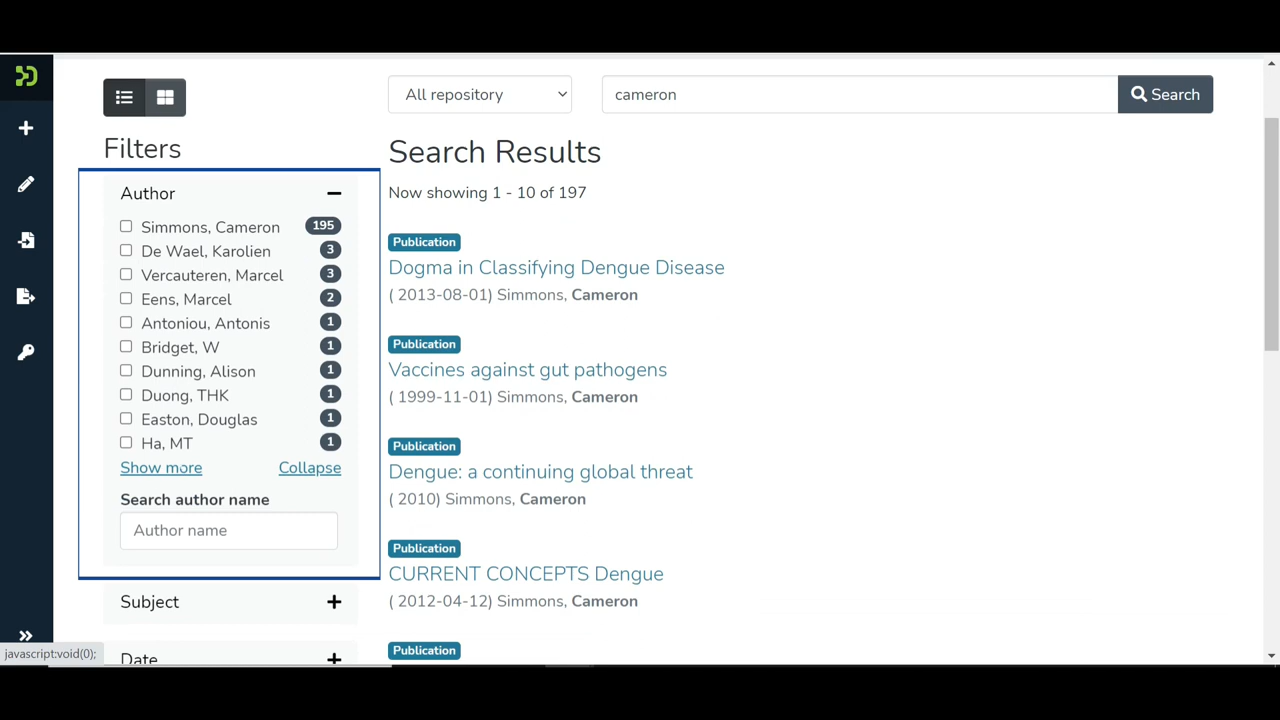 All repository
cameron
Search
Filters
Author
Simmons, Cameron 195
De Wael, Karolien 3
Vercauteren, Marcel 3
Eens, Marcel 2
Antoniou, Antonis 1
Bridget, W 1
Dunning, Alison 1
Duong, THK 1
Easton, Douglas 1
Ha, MT 1
Show more Collapse
Search author name
Author name
Subject
Date
Search Results
Now showing 1 - 10 of 197
Publication
Dogma in Classifying Dengue Disease
( 2013-08-01) Simmons, Cameron
Publication
Vaccines against gut pathogens
( 1999-11-01) Simmons, Cameron
Publication
Dengue: a continuing global threat
( 2010) Simmons, Cameron
Publication
CURRENT CONCEPTS Dengue
( 2012-04-12) Simmons, Cameron
Publication
javascript:void(0);